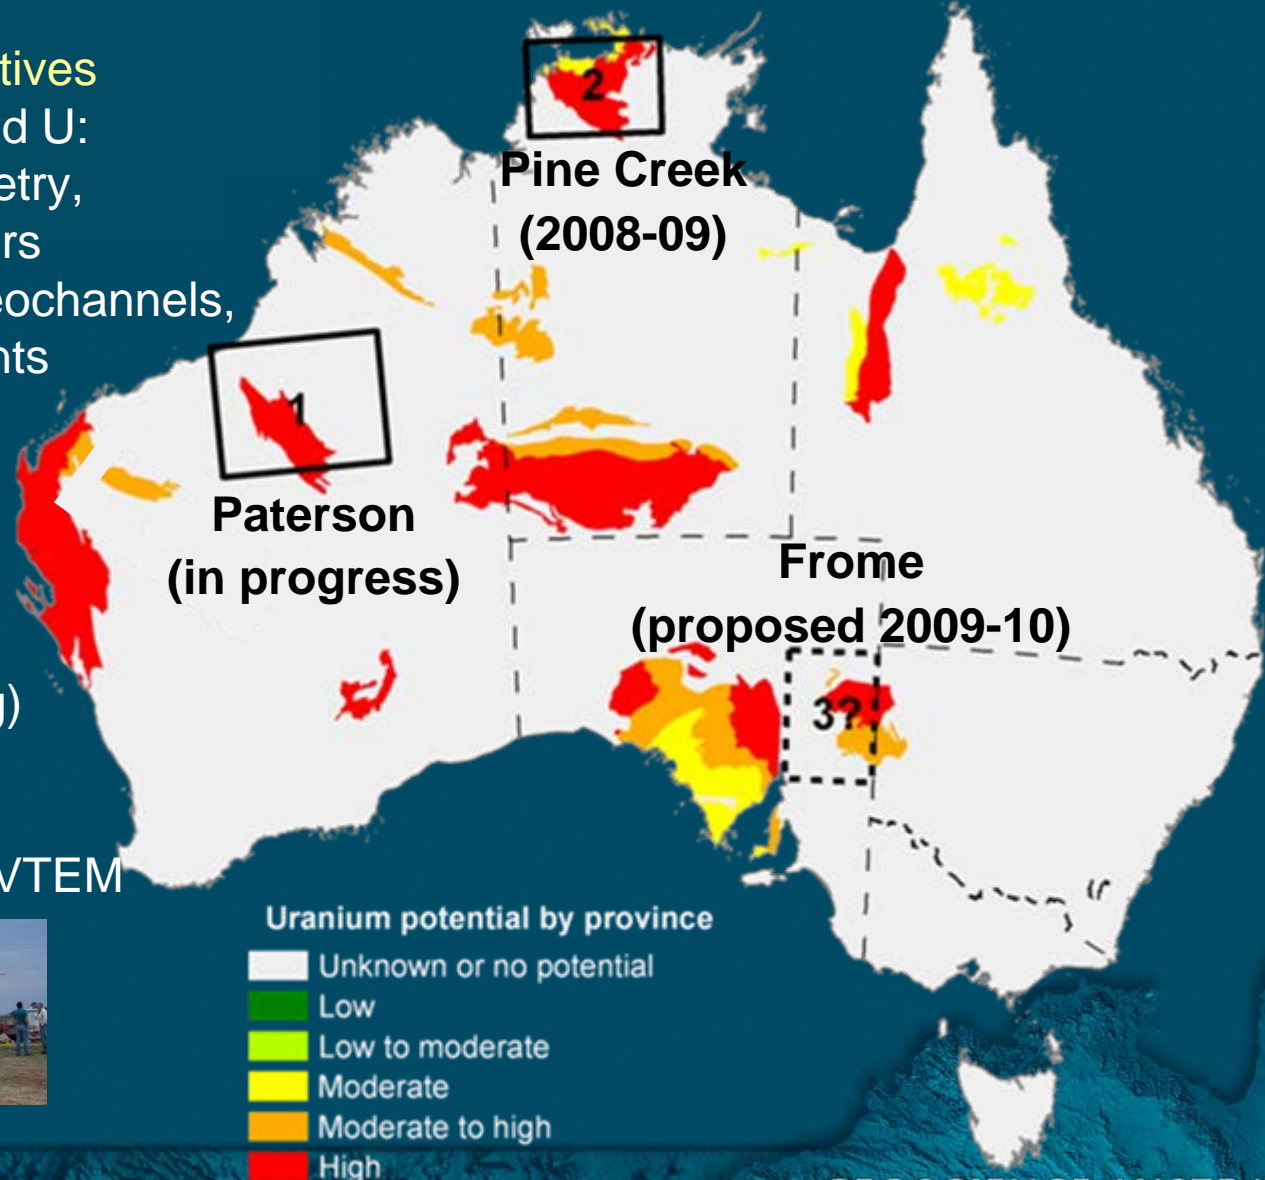 tives
d U:
etry,
rs
eochannels,
nts
g)
VTEM
2
Pine Creek
(2008-09)
1
Paterson
(in progress)
Frome
(proposed 2009-10)
3?
Uranium potential by province
Unknown or no potential
Low
Low to moderate
Moderate
Moderate to high
High